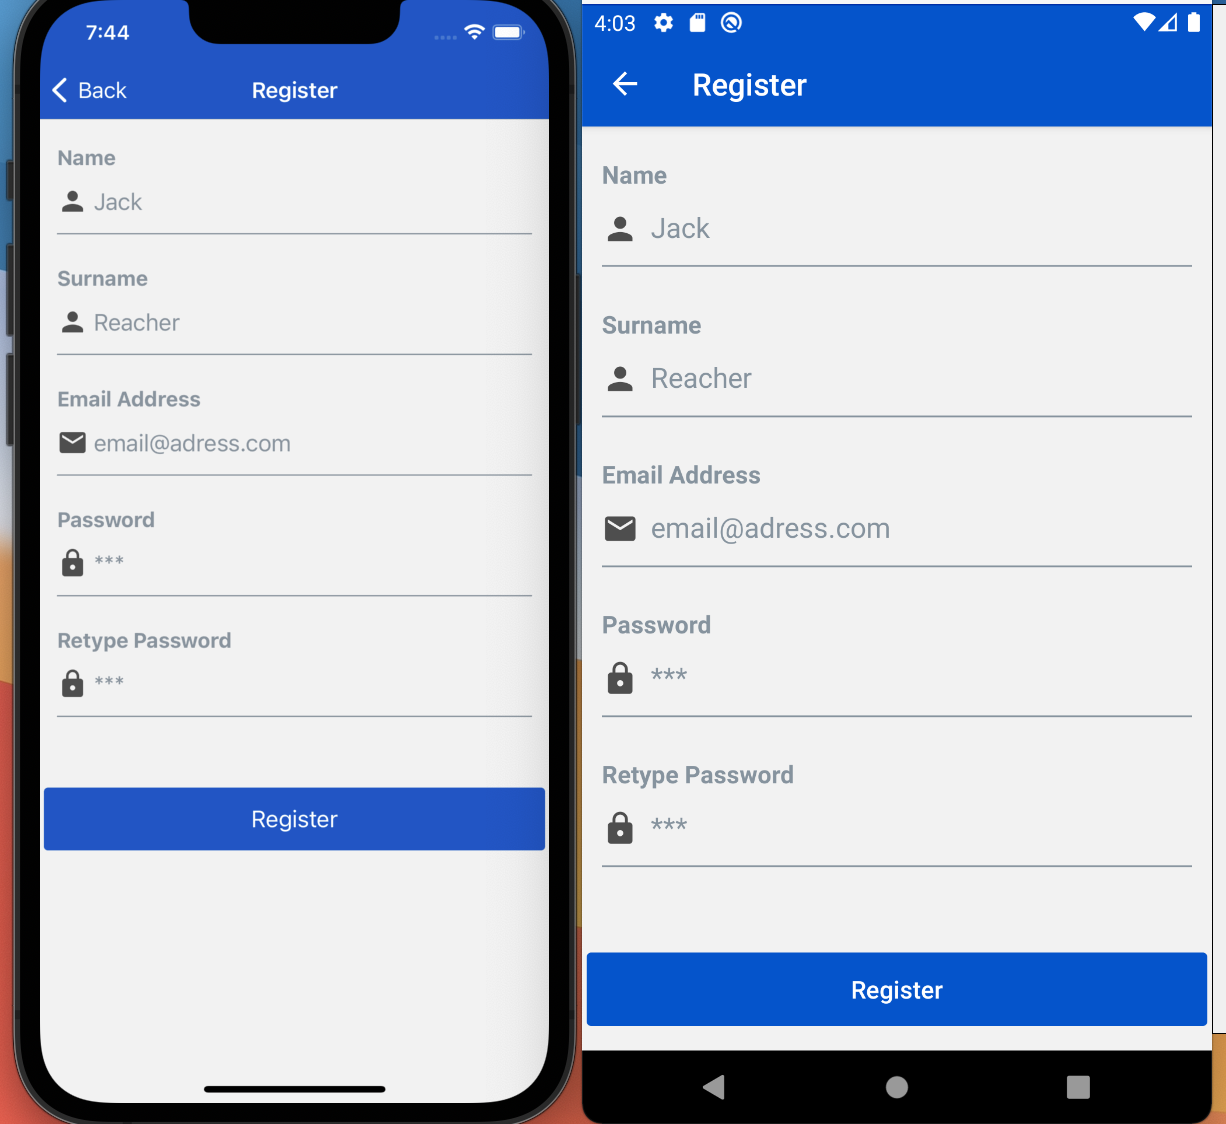 7:44
Back
Register
Name
Jack
Surname
Reacher
Email Address
email@adress.com
Password
***
Retype Password
***
Register
4:03
Register
Name
Jack
Surname
Reacher
Email Address
email@adress.com
Password
***
Retype Password
***
Register